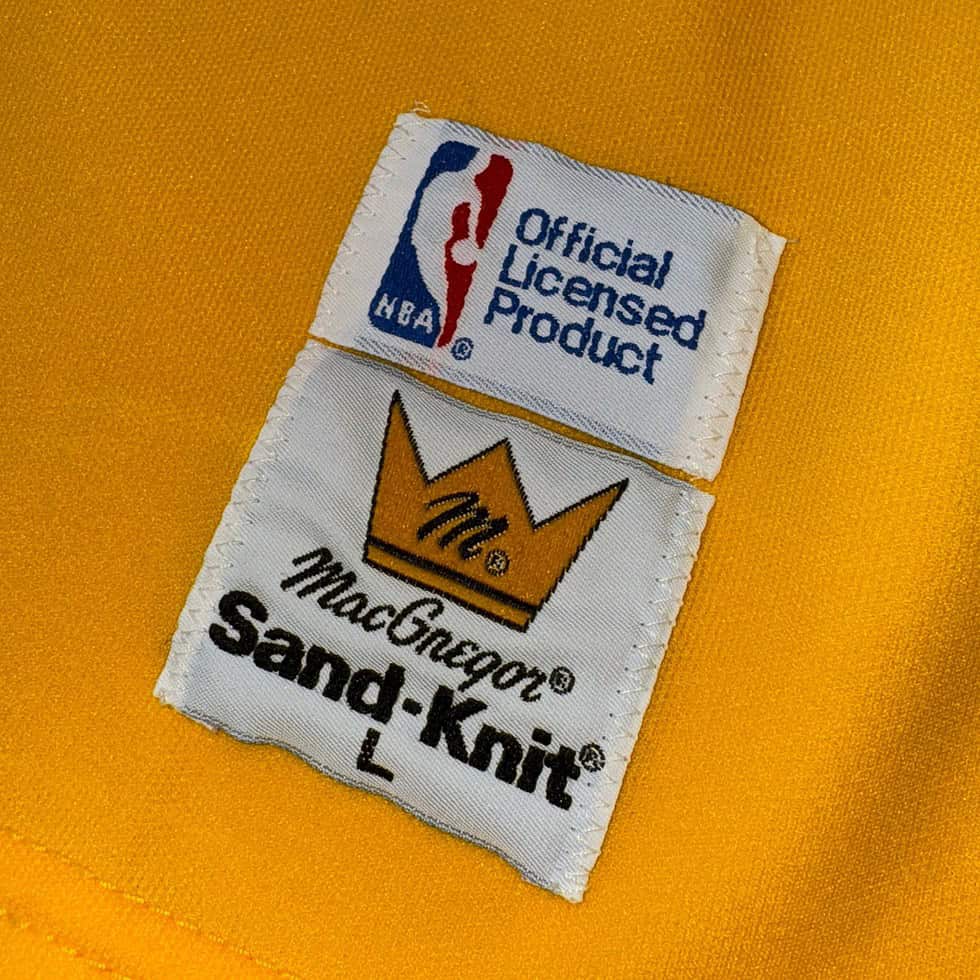 NBA
®
Official
Licensed
Product
M®
MacGregor®
Sand-Knit®
L